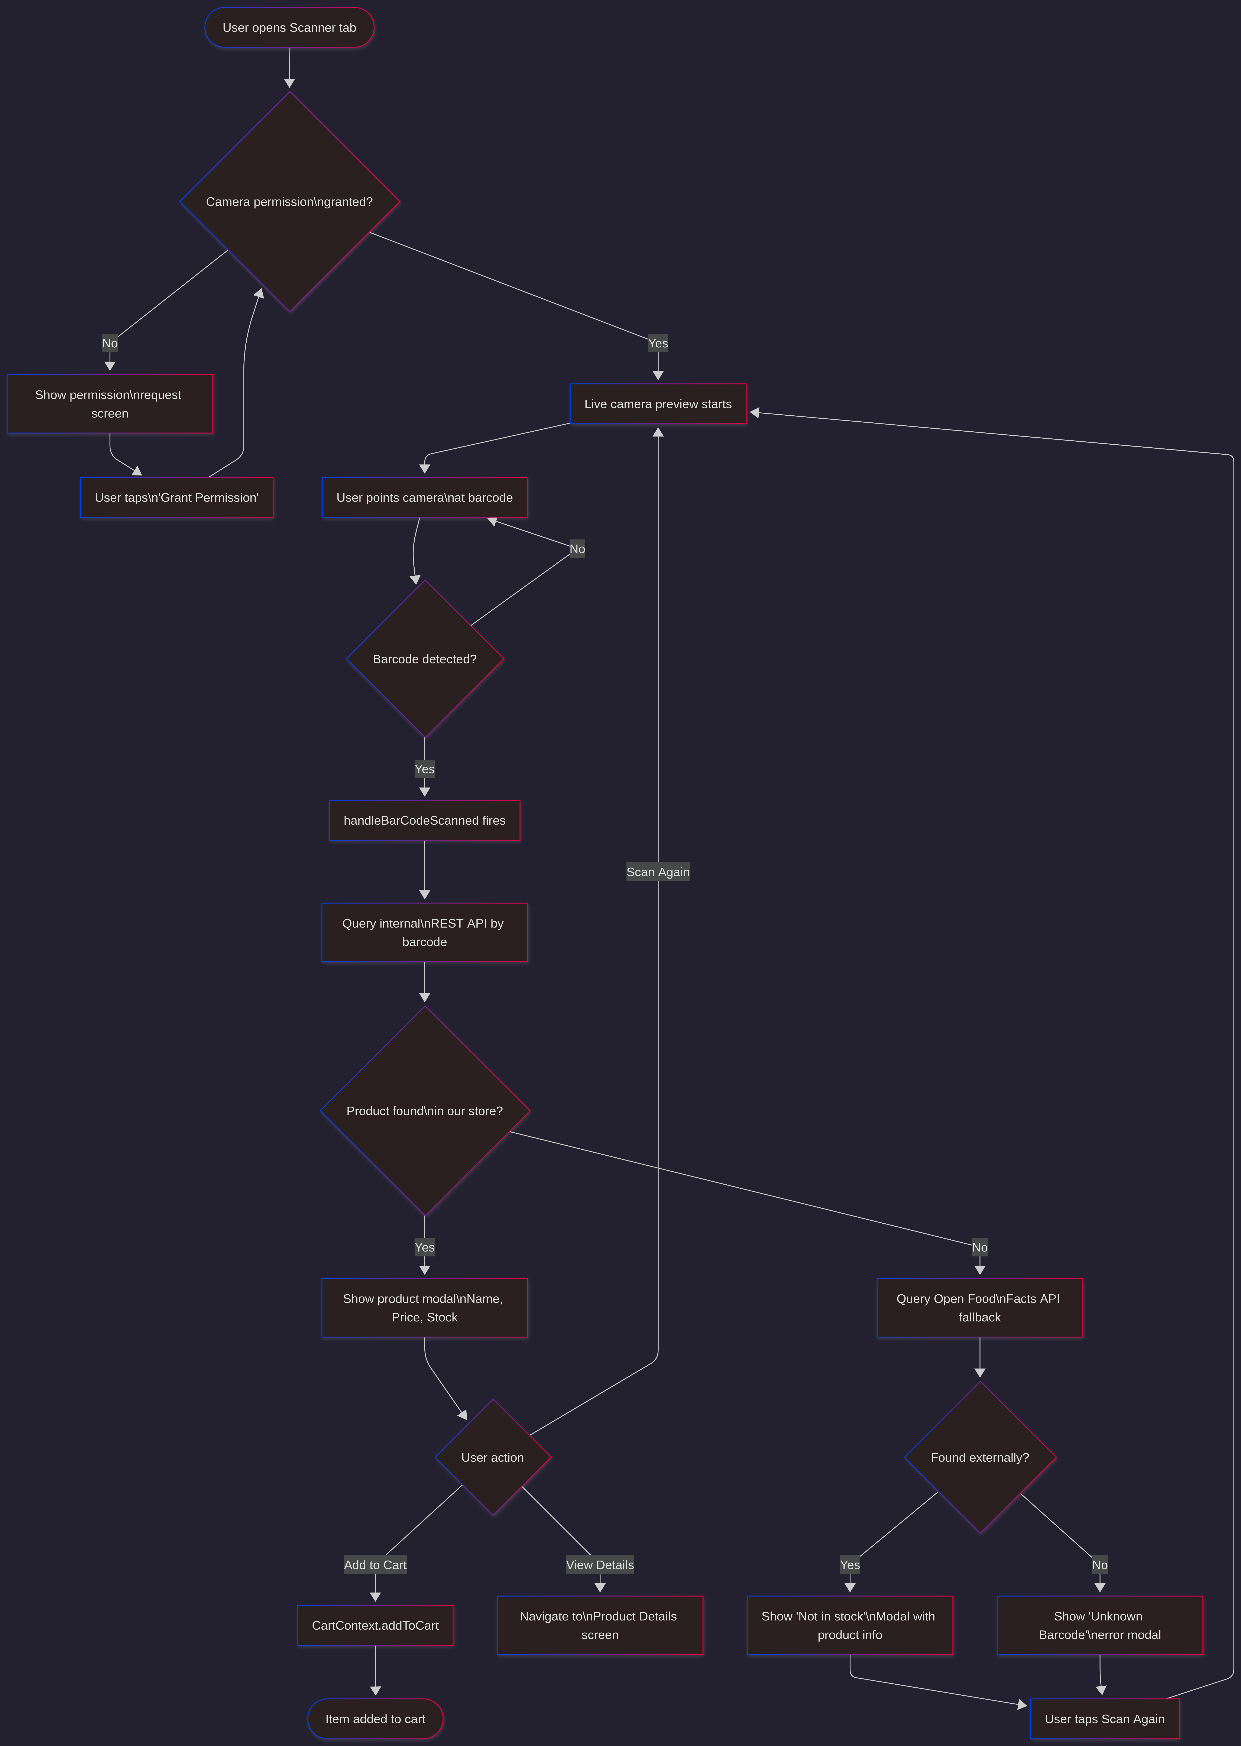 User opens Scanner tab
Camera permission\ngranted?
No
Yes
Show permission\nrequest
screen
Live camera preview starts
User taps\n'Grant Permission'
User points camera\nat barcode
No
Barcode detected?
Yes
handleBarCodeScanned fires
Scan Again
Query internal\nREST API by
barcode
Product found\nin our store?
Yes
No
Show product modal\nName,
Price, Stock
Query Open Food\nFacts API
fallback
User action
Found externally?
Add to Cart
View Details
Yes
No
CartContext.addToCart
Navigate to\nProduct Details
screen
Show 'Not in stock'\nModal with
product info
Show 'Unknown
Barcode'\nerror modal
Item added to cart
User taps Scan Again